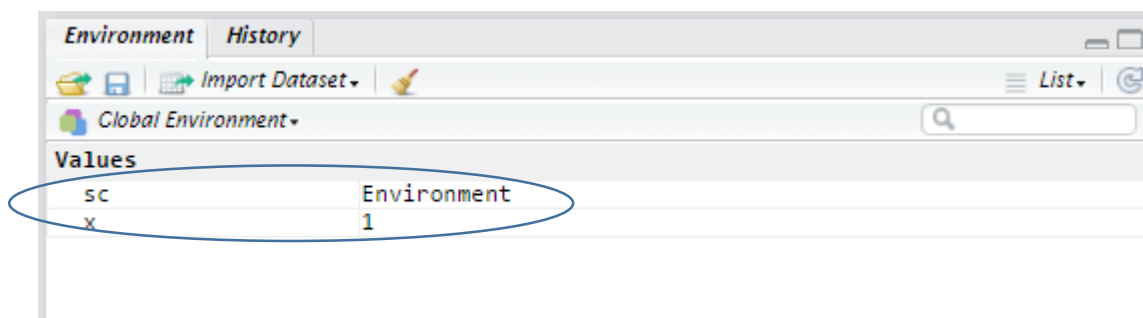 Environment History
Import Dataset List
Global Environment
Values
sc Environment
x 1